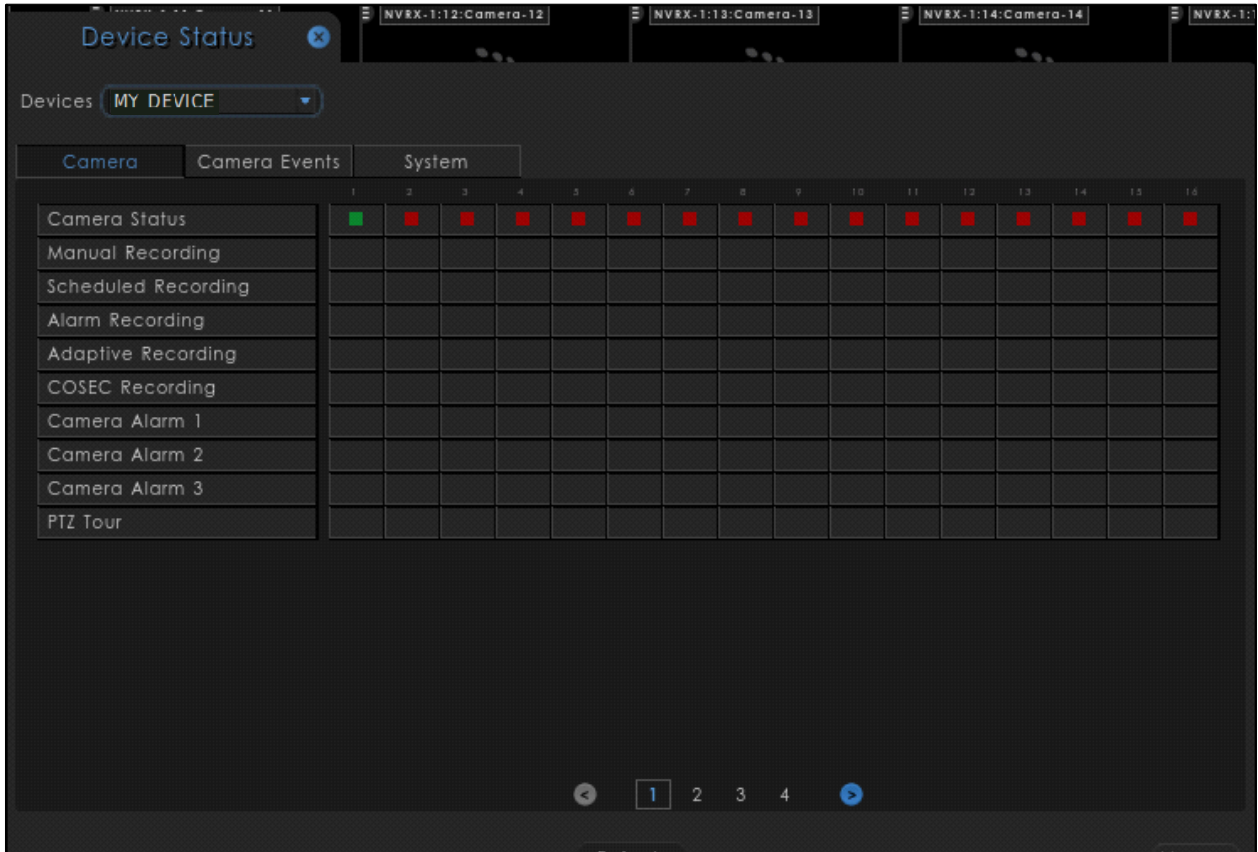 NVRX-1:12:Camera-12 NVRX-1:13:Camera-13 NVRX-1:14:Camera-14
Device Status
Devices MY DEVICE
Camera Camera Events System
1 2 3 4 5 6 7 8 9 10 11 12 13 14 15 16
Camera Status
Manual Recording
Scheduled Recording
Alarm Recording
Adaptive Recording
COSEC Recording
Camera Alarm 1
Camera Alarm 2
Camera Alarm 3
PTZ Tour
< 1 2 3 4 >